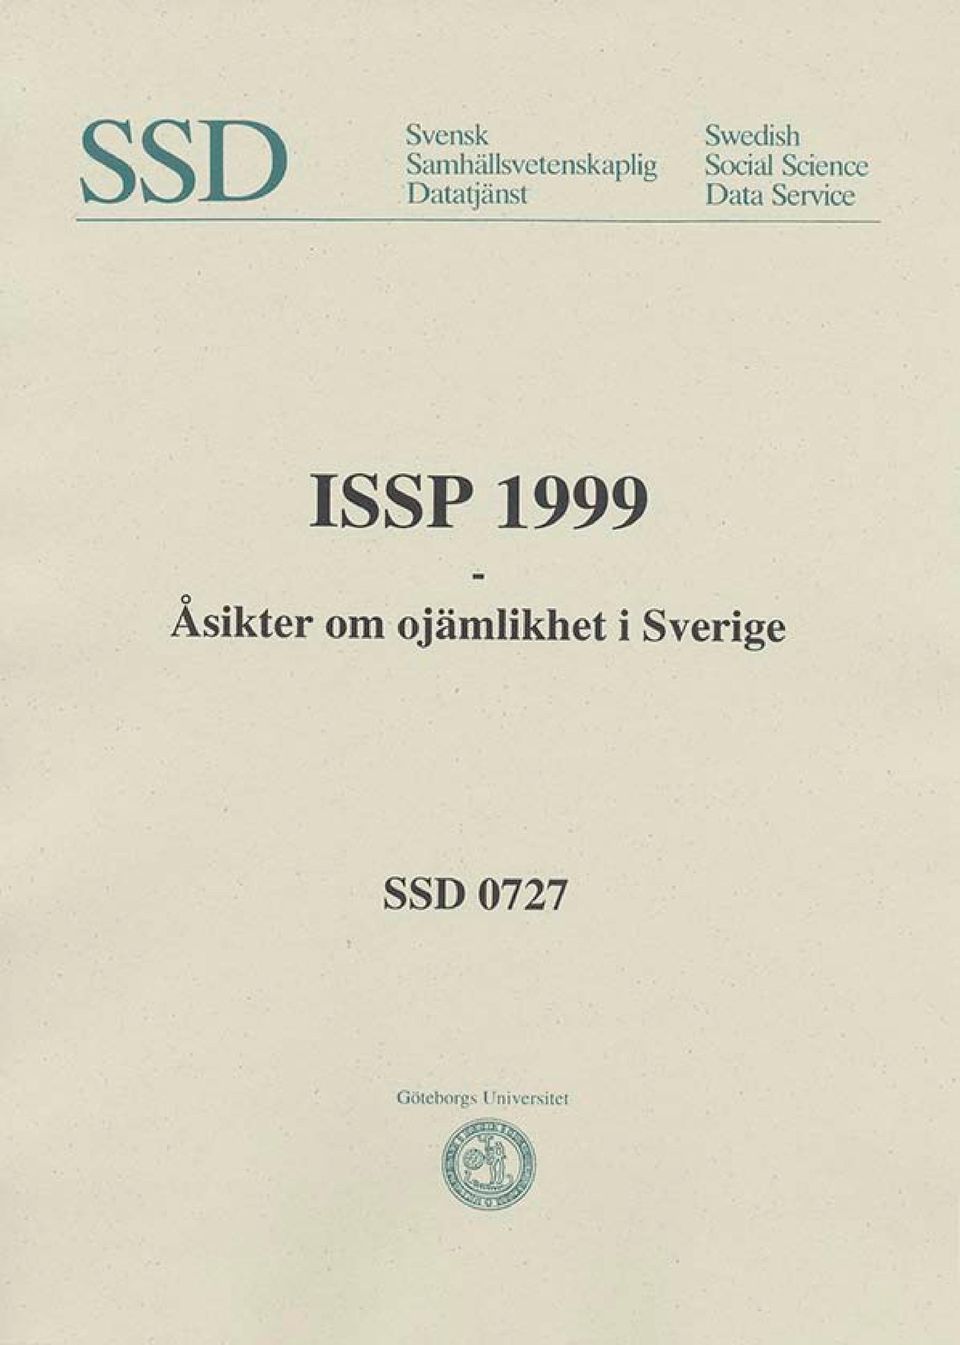 SSD
Svensk
Samhällsvetenskaplig
Datatjänst
Swedish
Social Science
Data Service
ISSP 1999
-
Åsikter om ojämlikhet i Sverige
SSD 0727
Göteborgs Universitet